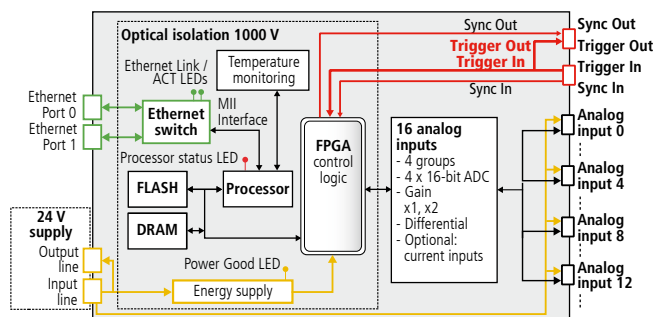 Optical isolation 1000 V
Sync Out
Sync Out
Trigger Out
Trigger Out
Trigger In
Trigger In
Sync In
Sync In
Ethernet Link /
ACT LEDs
Temperature
monitoring
Ethernet
Port 0
Ethernet
Port 1
Ethernet
switch
MII
Interface
Processor status LED
FLASH
Processor
DRAM
FPGA
control
logic
16 analog
inputs
- 4 groups
- 4 x 16-bit ADC
- Gain
x1, x2
- Differential
- Optional:
current inputs
Analog
input 0
Analog
input 4
Analog
input 8
Analog
input 12
24 V
supply
Output
line
Input
line
Power Good LED
Energy supply